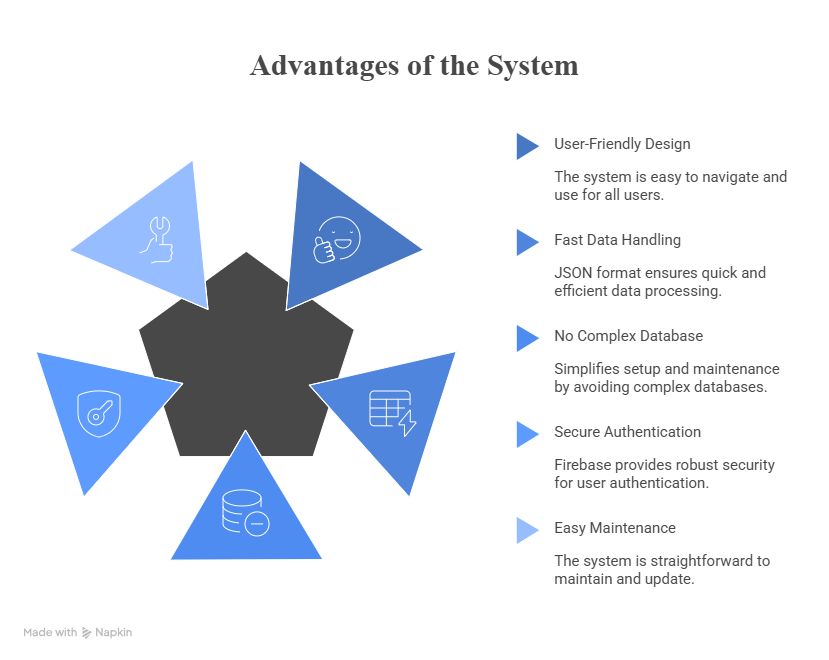 Advantages of the System
User-Friendly Design
The system is easy to navigate and
use for all users.
Fast Data Handling
JSON format ensures quick and
efficient data processing.
No Complex Database
Simplifies setup and maintenance
by avoiding complex databases.
Secure Authentication
Firebase provides robust security
for user authentication.
Easy Maintenance
The system is straightforward to
maintain and update.
Made with Napkin